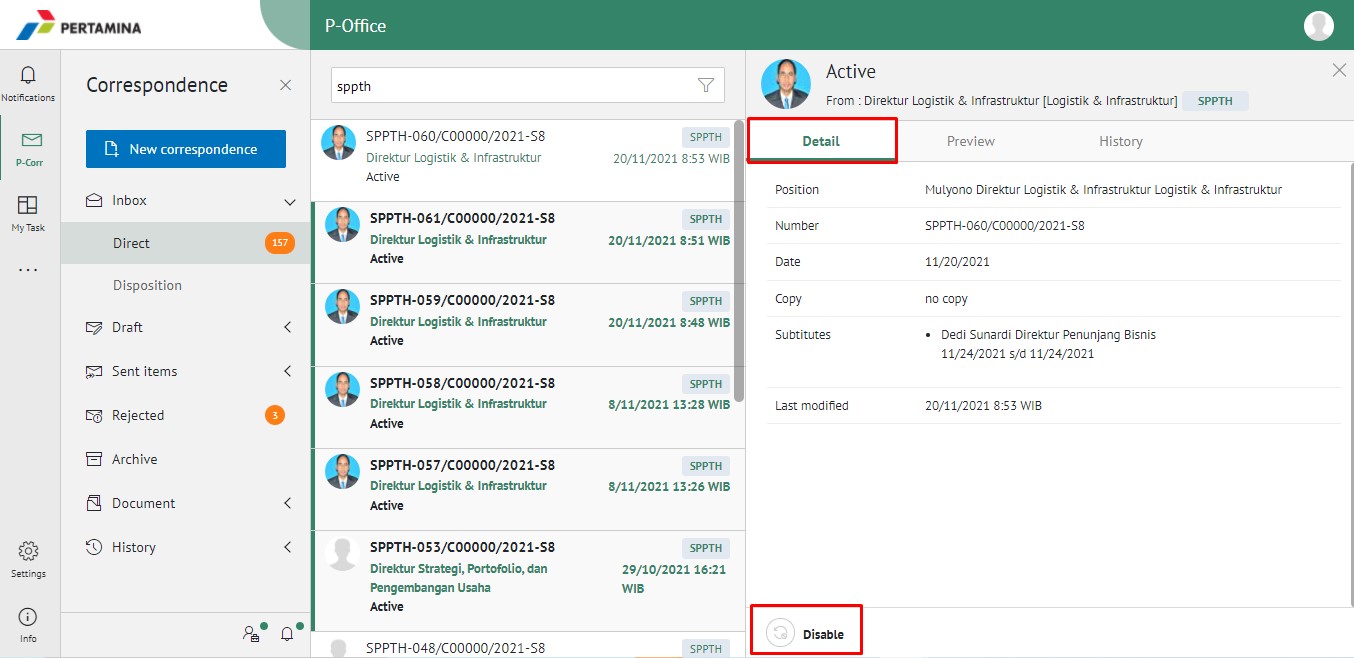 PERTAMINA
P-Office
Notifications
P-Corr
My Task
...
Settings
Info
Correspondence
New correspondence
Inbox
Direct 157
Disposition
Draft
Sent items
Rejected 3
Archive
Document
History
sppth
SPPTH-060/C00000/2021-S8 SPPTH
Direktur Logistik & Infrastruktur 20/11/2021 8:53 WIB
Active
SPPTH-061/C00000/2021-S8 SPPTH
Direktur Logistik & Infrastruktur 20/11/2021 8:51 WIB
Active
SPPTH-059/C00000/2021-S8 SPPTH
Direktur Logistik & Infrastruktur 20/11/2021 8:48 WIB
Active
SPPTH-058/C00000/2021-S8 SPPTH
Direktur Logistik & Infrastruktur 8/11/2021 13:28 WIB
Active
SPPTH-057/C00000/2021-S8 SPPTH
Direktur Logistik & Infrastruktur 8/11/2021 13:26 WIB
Active
SPPTH-053/C00000/2021-S8 SPPTH
Direktur Strategi, Portofolio, dan 29/10/2021 16:21
Pengembangan Usaha WIB
Active
SPPTH-048/C00000/2021-S8 SPPTH
Active
From : Direktur Logistik & Infrastruktur [Logistik & Infrastruktur] SPPTH
Detail Preview History
Position Mulyono Direktur Logistik & Infrastruktur Logistik & Infrastruktur
Number SPPTH-060/C00000/2021-S8
Date 11/20/2021
Copy no copy
Subtitutes • Dedi Sunardi Direktur Penunjang Bisnis
11/24/2021 s/d 11/24/2021
Last modified 20/11/2021 8:53 WIB
Disable